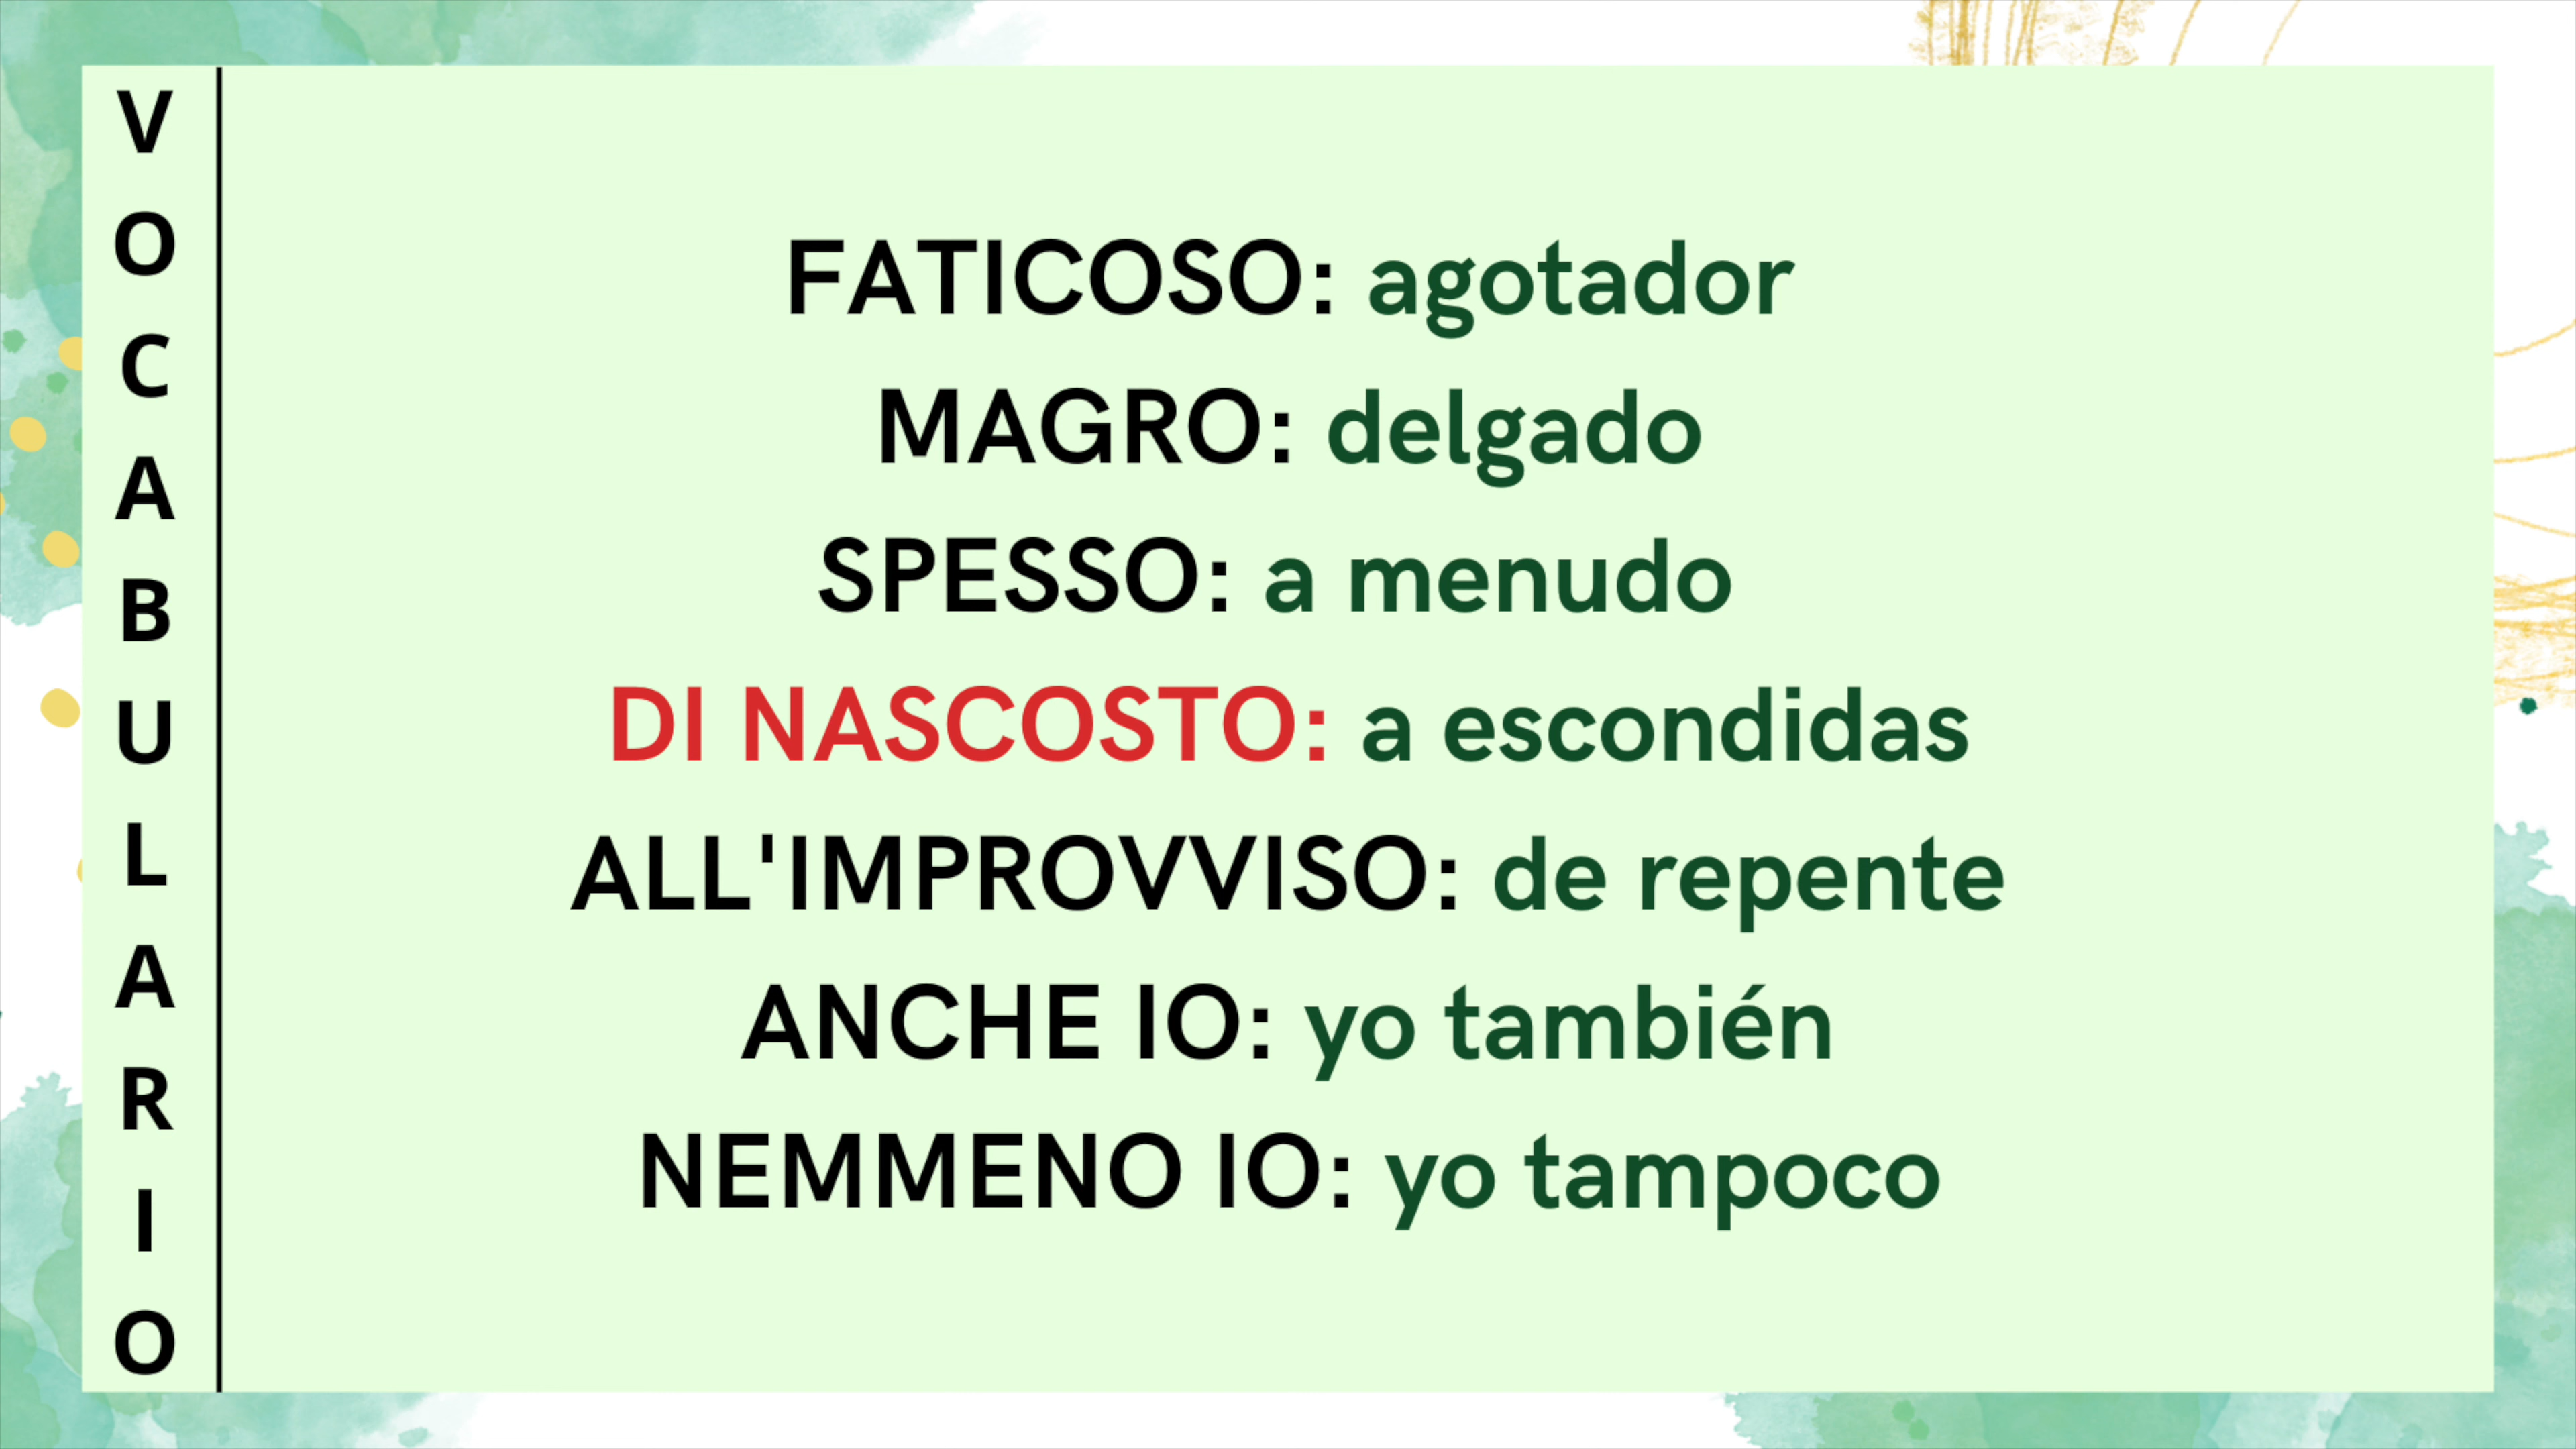 VOCABULARIO
FATICOSO: agotador
MAGRO: delgado
SPESSO: a menudo
DI NASCOSTO: a escondidas
ALL'IMPROVVISO: de repente
ANCHE IO: yo también
NEMMENO IO: yo tampoco